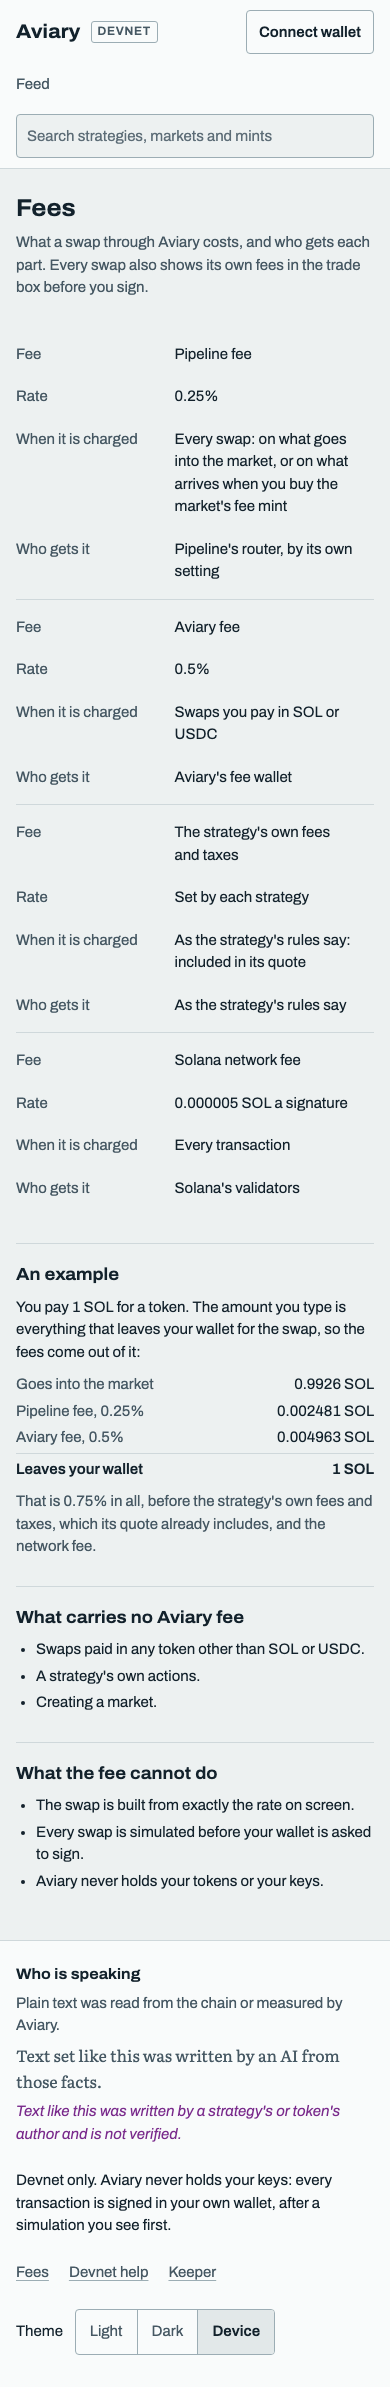 Aviary DEVNET Connect wallet
Feed
Search strategies, markets and mints
Fees
What a swap through Aviary costs, and who gets each
part. Every swap also shows its own fees in the trade
box before you sign.
Fee Pipeline fee
Rate 0.25%
When it is charged Every swap: on what goes
into the market, or on what
arrives when you buy the
market's fee mint
Who gets it Pipeline's router, by its own
setting
Fee Aviary fee
Rate 0.5%
When it is charged Swaps you pay in SOL or
USDC
Who gets it Aviary's fee wallet
Fee The strategy's own fees
and taxes
Rate Set by each strategy
When it is charged As the strategy's rules say:
included in its quote
Who gets it As the strategy's rules say
Fee Solana network fee
Rate 0.000005 SOL a signature
When it is charged Every transaction
Who gets it Solana's validators
An example
You pay 1 SOL for a token. The amount you type is
everything that leaves your wallet for the swap, so the
fees come out of it:
Goes into the market 0.9926 SOL
Pipeline fee, 0.25% 0.002481 SOL
Aviary fee, 0.5% 0.004963 SOL
Leaves your wallet 1 SOL
That is 0.75% in all, before the strategy's own fees and
taxes, which its quote already includes, and the
network fee.
What carries no Aviary fee
• Swaps paid in any token other than SOL or USDC.
• A strategy's own actions.
• Creating a market.
What the fee cannot do
• The swap is built from exactly the rate on screen.
• Every swap is simulated before your wallet is asked
to sign.
• Aviary never holds your tokens or your keys.
Who is speaking
Plain text was read from the chain or measured by
Aviary.
Text set like this was written by an AI from
those facts.
Text like this was written by a strategy's or token's
author and is not verified.
Devnet only. Aviary never holds your keys: every
transaction is signed in your own wallet, after a
simulation you see first.
Fees Devnet help Keeper
Theme Light Dark Device